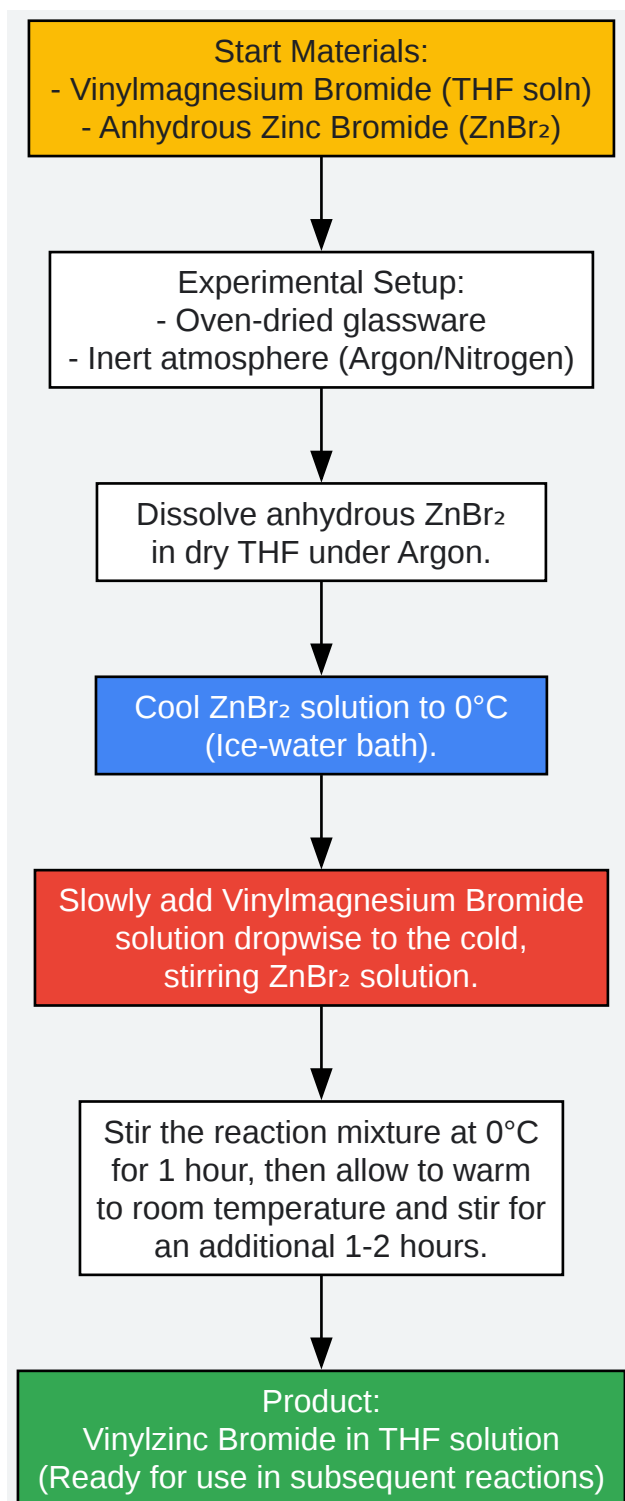 Start Materials:
- Vinylmagnesium Bromide (THF soln)
- Anhydrous Zinc Bromide (ZnBr₂)
Experimental Setup:
- Oven-dried glassware
- Inert atmosphere (Argon/Nitrogen)
Dissolve anhydrous ZnBr₂
in dry THF under Argon.
Cool ZnBr₂ solution to 0°C
(Ice-water bath).
Slowly add Vinylmagnesium Bromide
solution dropwise to the cold,
stirring ZnBr₂ solution.
Stir the reaction mixture at 0°C
for 1 hour, then allow to warm
to room temperature and stir for
an additional 1-2 hours.
Product:
Vinylzinc Bromide in THF solution
(Ready for use in subsequent reactions)